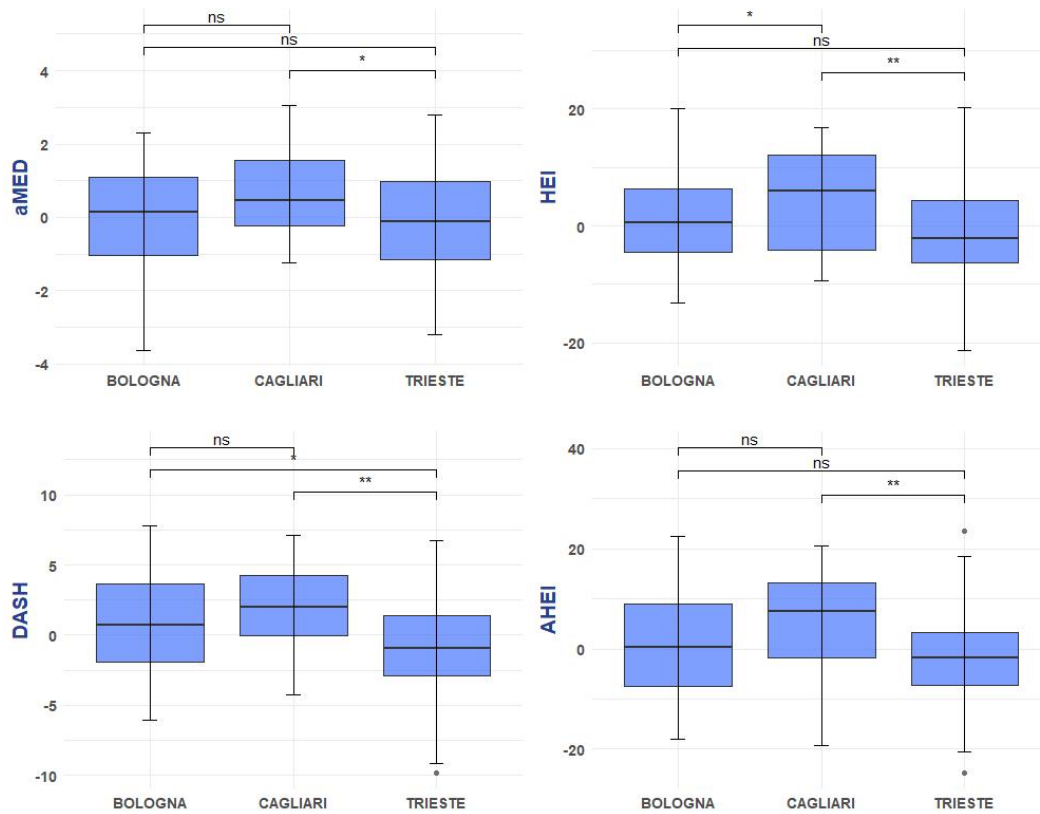 ns
ns
*
4
2
0
-2
-4
aMED
BOLOGNA CAGLIARI TRIESTE
*
ns
**
20
0
-20
HEI
BOLOGNA CAGLIARI TRIESTE
ns
*
**
10
5
0
-5
-10
DASH
BOLOGNA CAGLIARI TRIESTE
ns
ns
**
40
20
0
-20
AHEI
BOLOGNA CAGLIARI TRIESTE